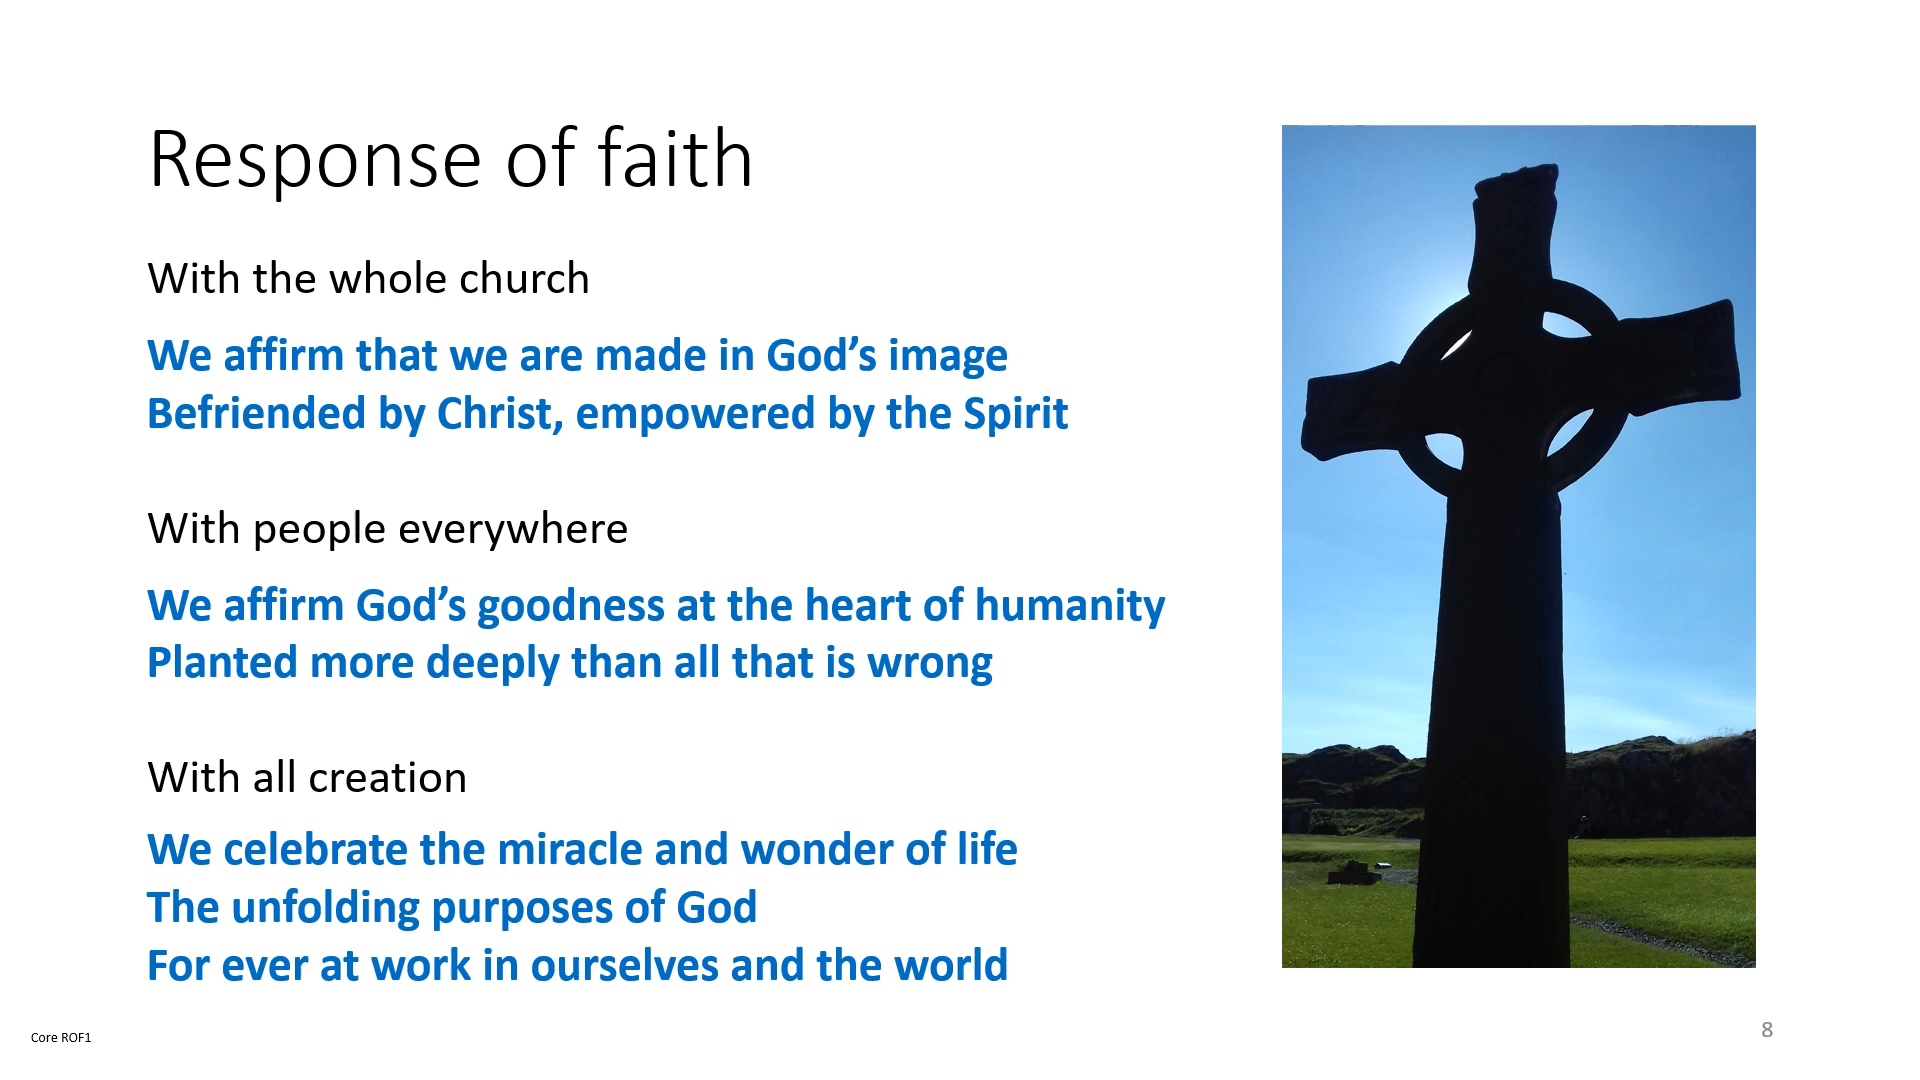 Response of faith
With the whole church
We affirm that we are made in God’s image
Befriended by Christ, empowered by the Spirit
With people everywhere
We affirm God’s goodness at the heart of humanity
Planted more deeply than all that is wrong
With all creation
We celebrate the miracle and wonder of life
The unfolding purposes of God
For ever at work in ourselves and the world
Core ROF1
8